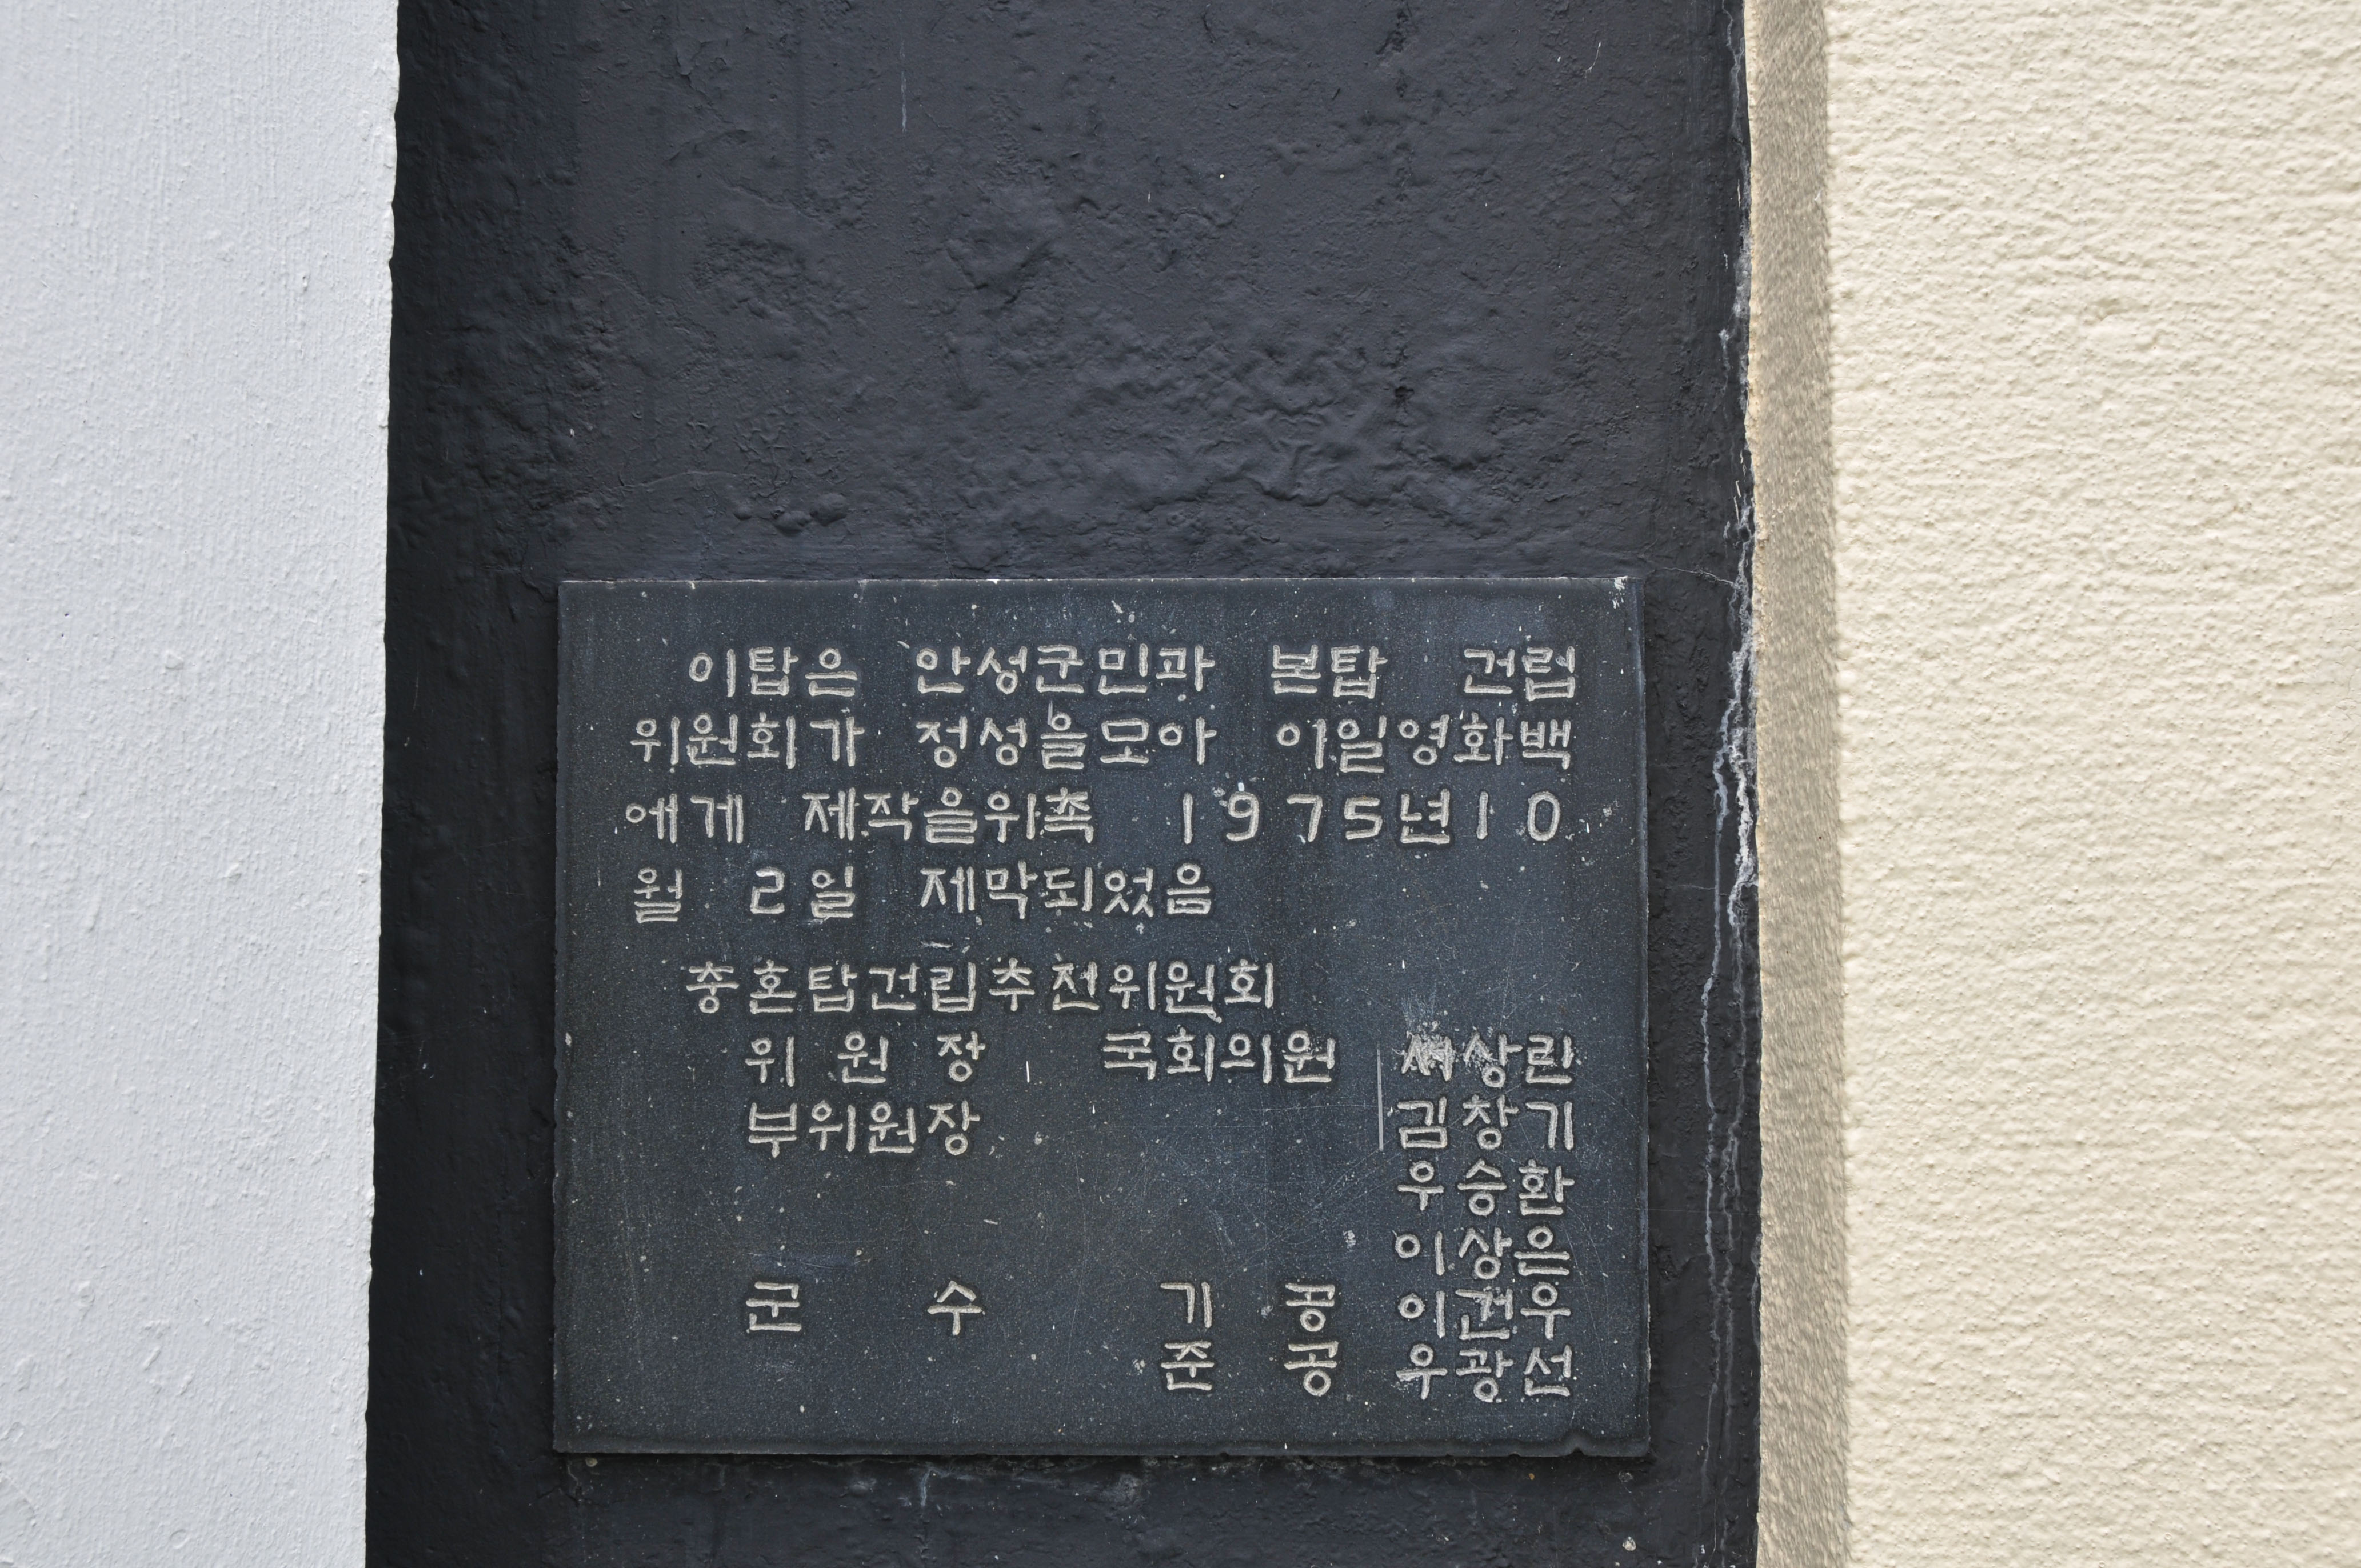 이탑은 안성군민과 본탑 건립
위원회가 정성을모아 이일영화백
에게 제작을위촉 1975년10
월 2일 제막되었음
충혼탑건립추진위원회
위 원 장 국회의원 서상린
부위원장 김창기
우승환
이상은
군 수 기 공 이권우
준 공 우광선